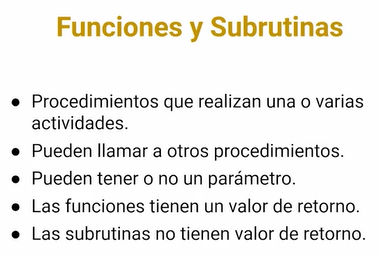 Funciones y Subrutinas
● Procedimientos que realizan una o varias
actividades.
● Pueden llamar a otros procedimientos.
● Pueden tener o no un parámetro.
● Las funciones tienen un valor de retorno.
● Las subrutinas no tienen valor de retorno.